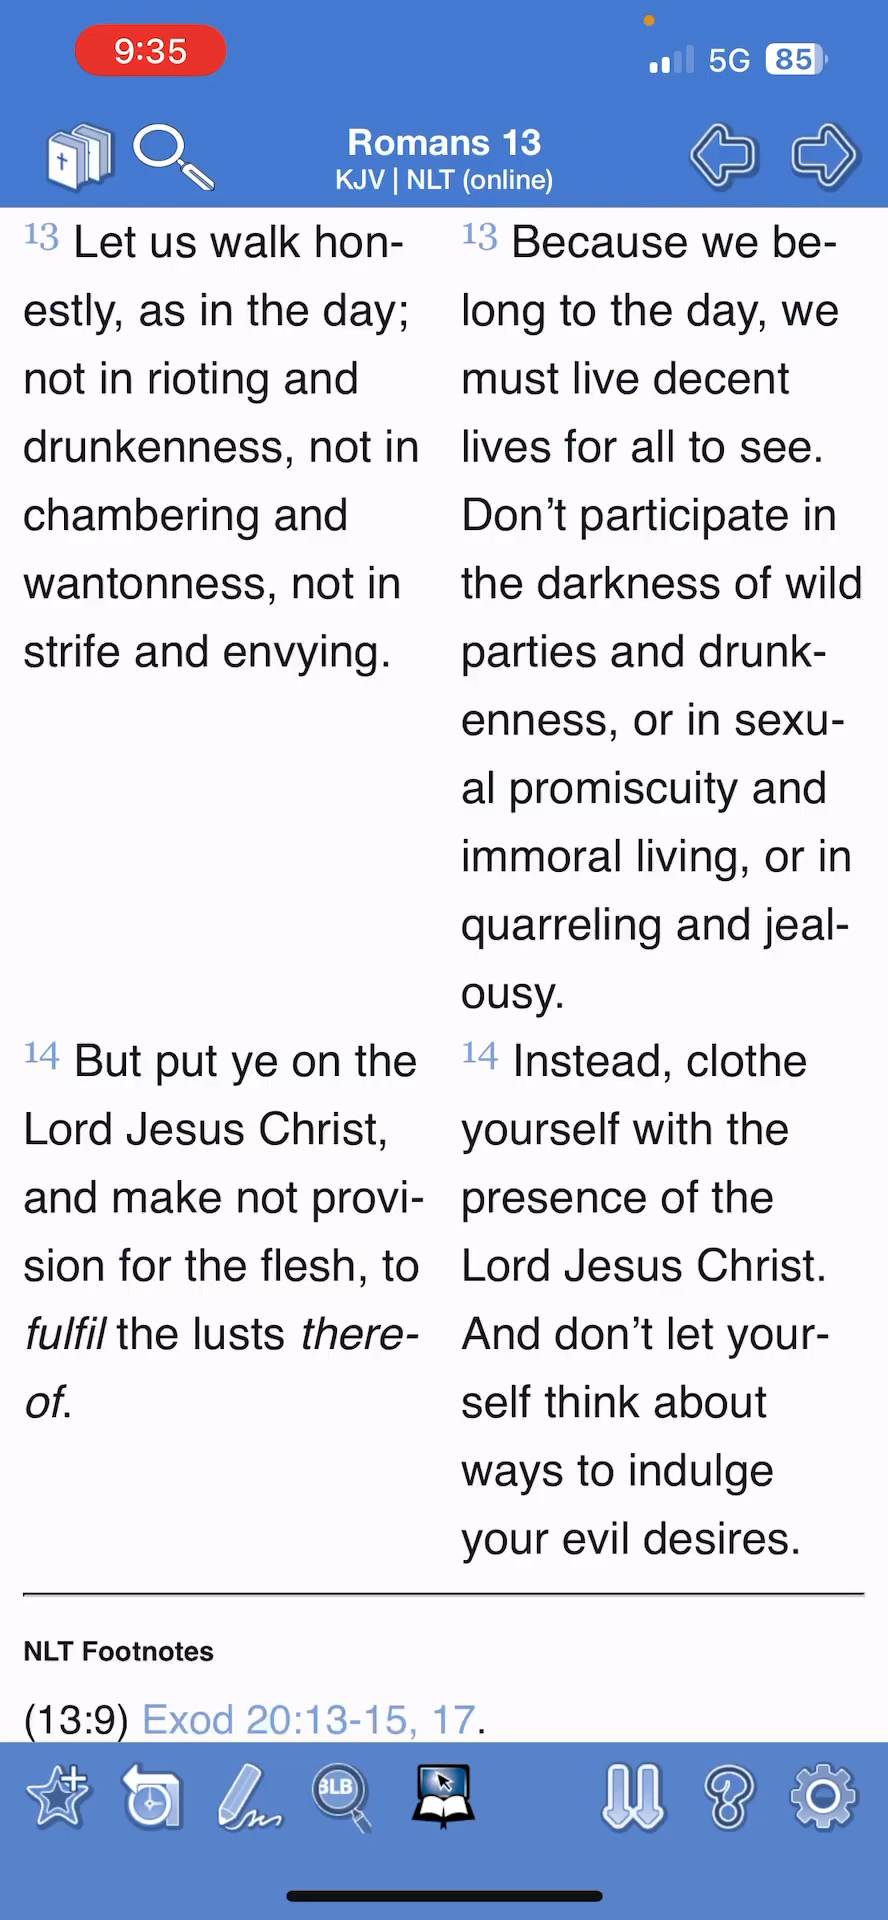 9:35
5G 85
Romans 13
KJV | NLT (online)
13 Let us walk hon-
estly, as in the day;
not in rioting and
drunkenness, not in
chambering and
wantonness, not in
strife and envying.
13 Because we be-
long to the day, we
must live decent
lives for all to see.
Don’t participate in
the darkness of wild
parties and drunk-
enness, or in sexu-
al promiscuity and
immoral living, or in
quarreling and jeal-
ousy.
14 But put ye on the
Lord Jesus Christ,
and make not provi-
sion for the flesh, to
fulfil the lusts there-
of.
14 Instead, clothe
yourself with the
presence of the
Lord Jesus Christ.
And don’t let your-
self think about
ways to indulge
your evil desires.
NLT Footnotes
(13:9) Exod 20:13-15, 17.
BLB